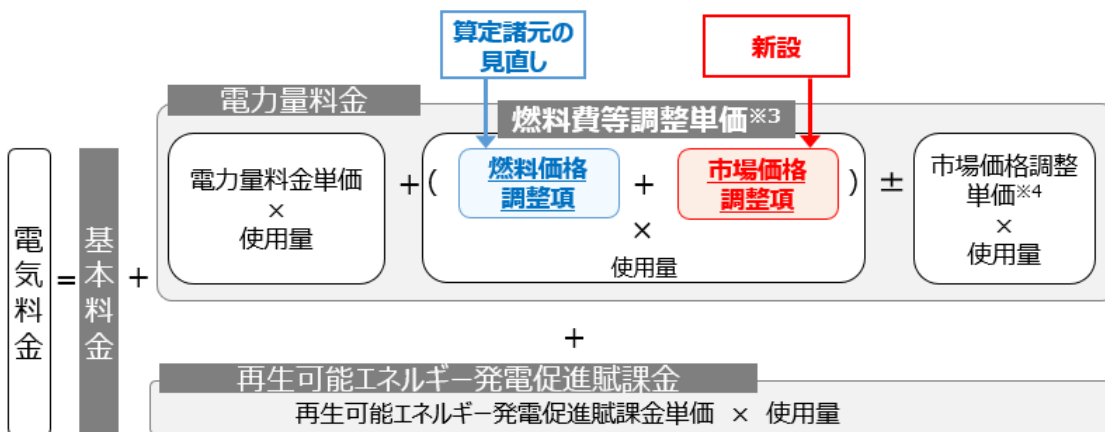 算定諸元の
見直し
新設
電力量料金
燃料費等調整単価※3
電力量料金単価
×
使用量
+
(
燃料価格
調整項
+
市場価格
調整項
)
×
使用量
±
市場価格調整
単価※4
×
使用量
電気料金
=
基本料金
+
+
再生可能エネルギー発電促進賦課金
再生可能エネルギー発電促進賦課金単価 × 使用量